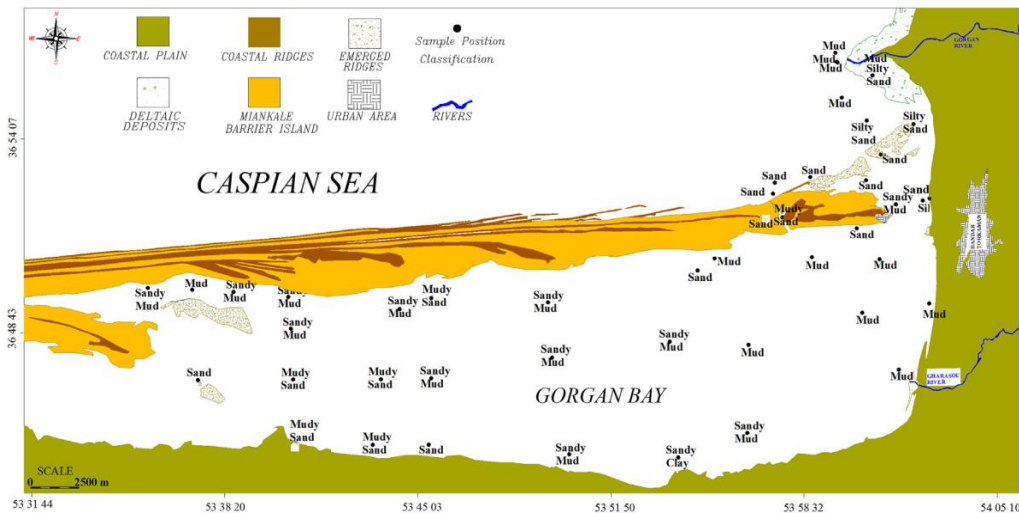 COASTAL PLAIN
COASTAL RIDGES
EMERGED
RIDGES
Sample Position
Classification
DELTAIC
DEPOSITS
MIANKALE
BARRIER ISLAND
URBAN AREA
RIVERS
GORGAN
RIVER
Mud
Mud
Mud
Mud
Silty
Sand
Mud
Silty
Sand
Silty
Sand
Sand
36 54 07
CASPIAN SEA
Sand
Sand
Sand
Sand
Sand
Sandy
Mud
Sil
Mudy
Sand
Sand
Sand
BANDAR
Mud
Sand
Mud
Mud
Sandy
Mud
Mud
Sandy
Mud
Sandy
Mud
Sandy
Mud
Mudy
Sand
Sandy
Mud
Mud
Mud
36 48 43
Sandy
Mud
Sandy
Mud
Sandy
Mud
Mud
Sand
Mudy
Sand
Mudy
Sand
Sandy
Mud
GORGAN BAY
Mud
GHARASOU
RIVER
Mudy
Sand
Mudy
Sand
Sand
Sandy
Mud
Sandy
Clay
Sandy
Mud
SCALE
0 2500 m
53 31 44
53 38 20
53 45 03
53 51 50
53 58 32
54 05 10